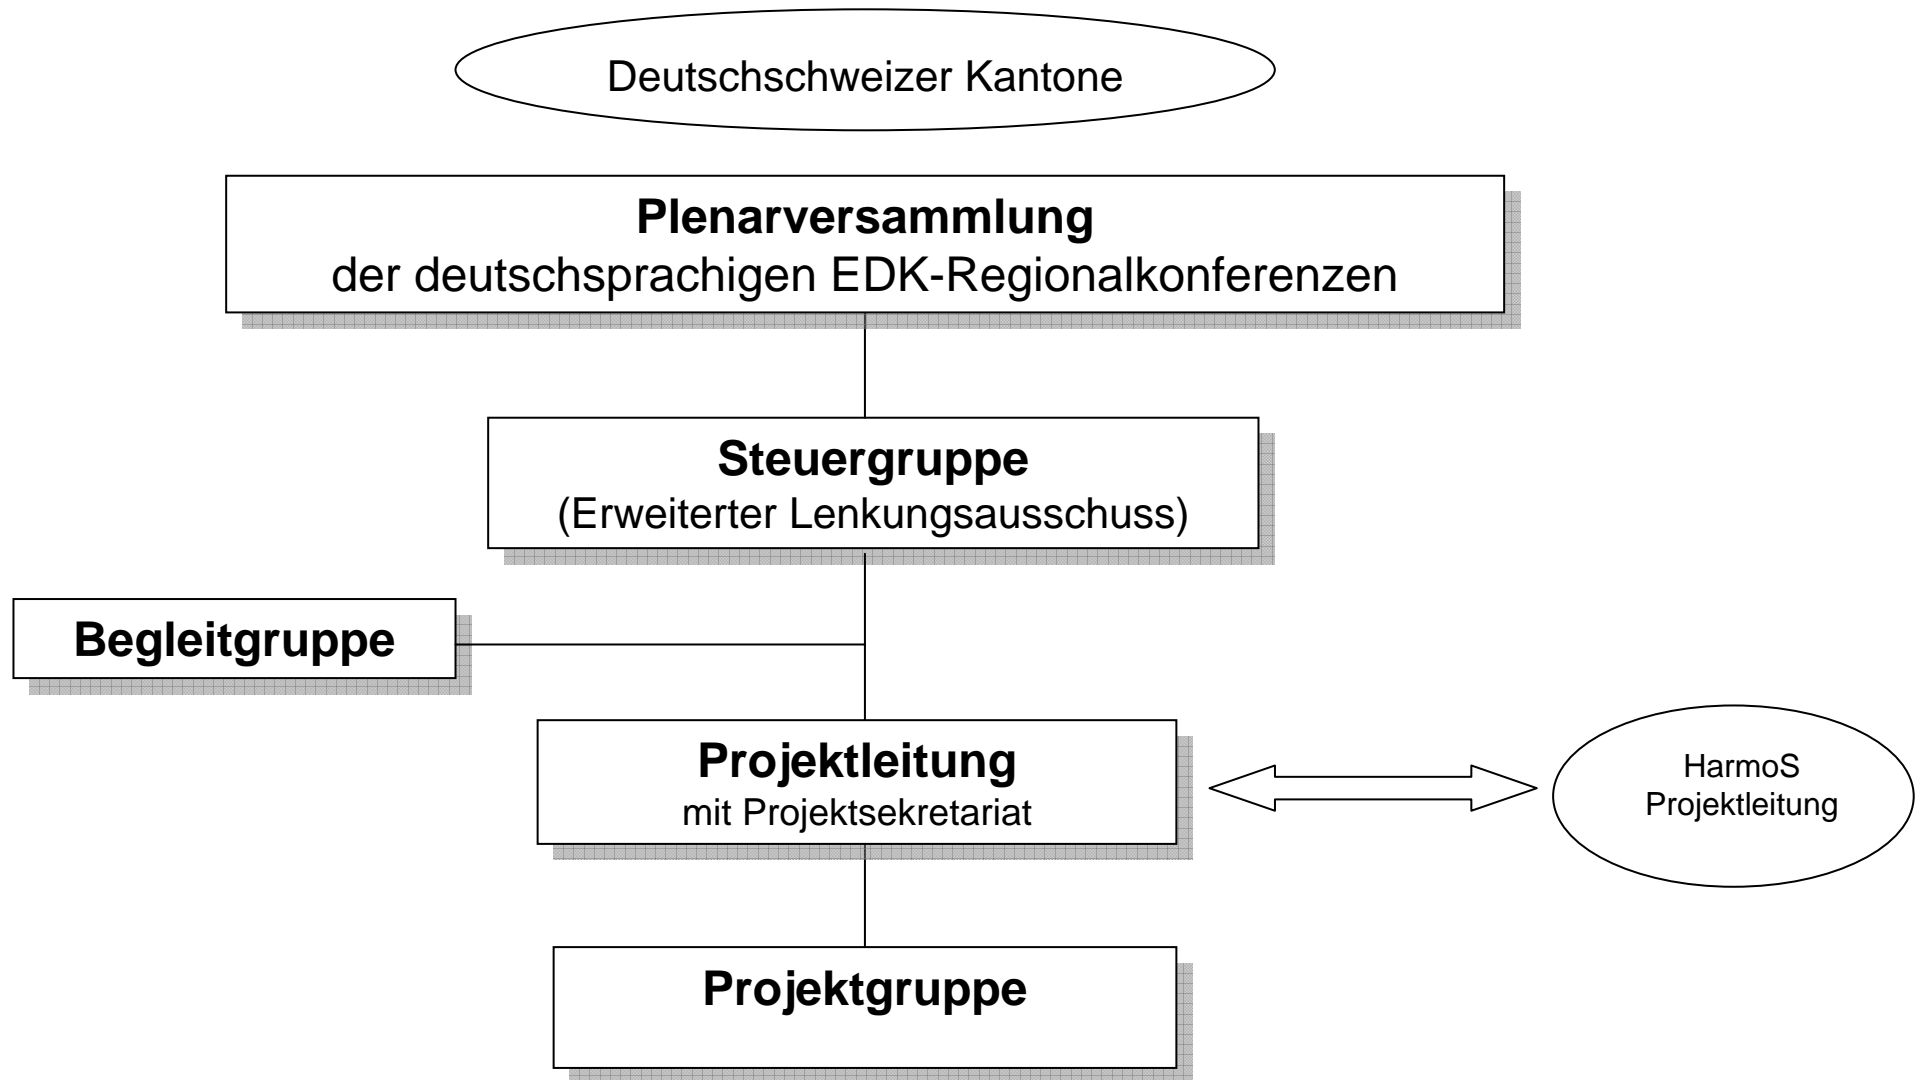 Deutschschweizer Kantone
Plenarversammlung
der deutschsprachigen EDK-Regionalkonferenzen
Steuergruppe
(Erweiterter Lenkungsausschuss)
Begleitgruppe
Projektleitung
mit Projektsekretariat
HarmoS
Projektleitung
Projektgruppe